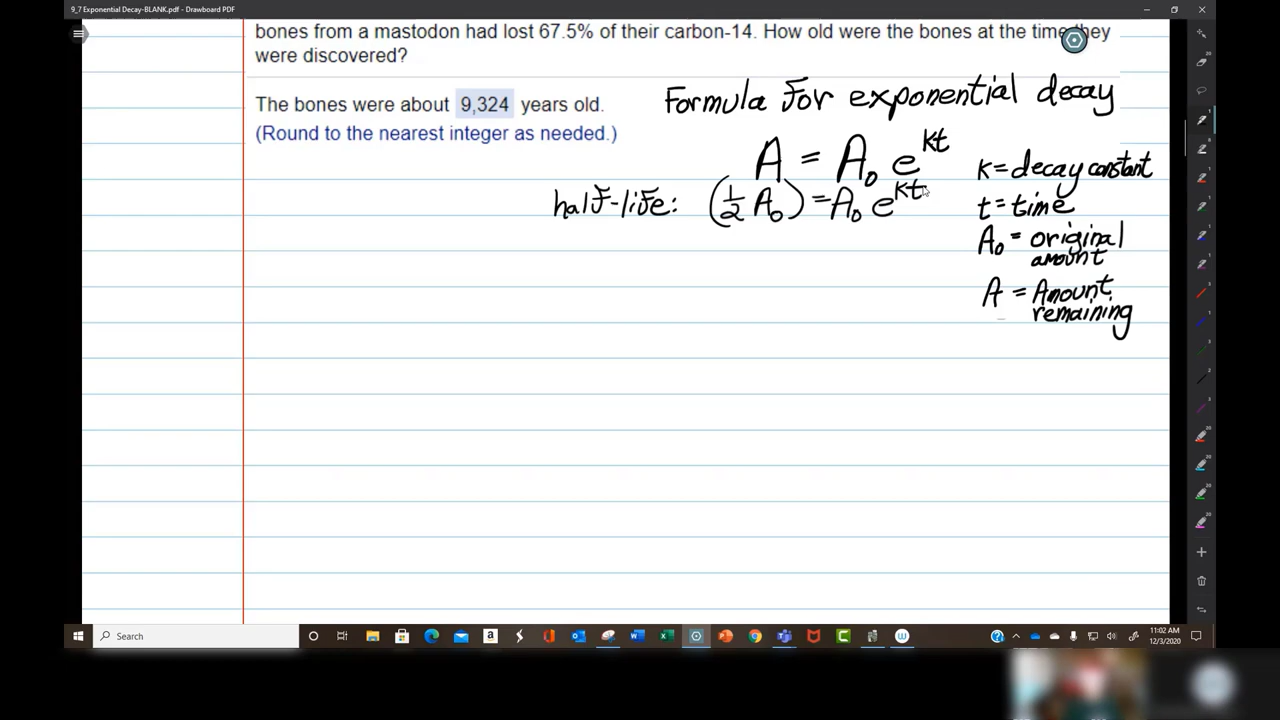 9_7 Exponential Decay-BLANK.pdf - Drawboard PDF
bones from a mastodon had lost 67.5% of their carbon-14. How old were the bones at the time they
were discovered?
The bones were about 9,324 years old.
(Round to the nearest integer as needed.)
Formula for exponential decay
A = A₀ e^{kt}
half-life: (1/2 A₀) = A₀ e^{kt}
k = decay constant
t = time
A₀ = original
amount
A = Amount
remaining
Search
11:02 AM
12/3/2020